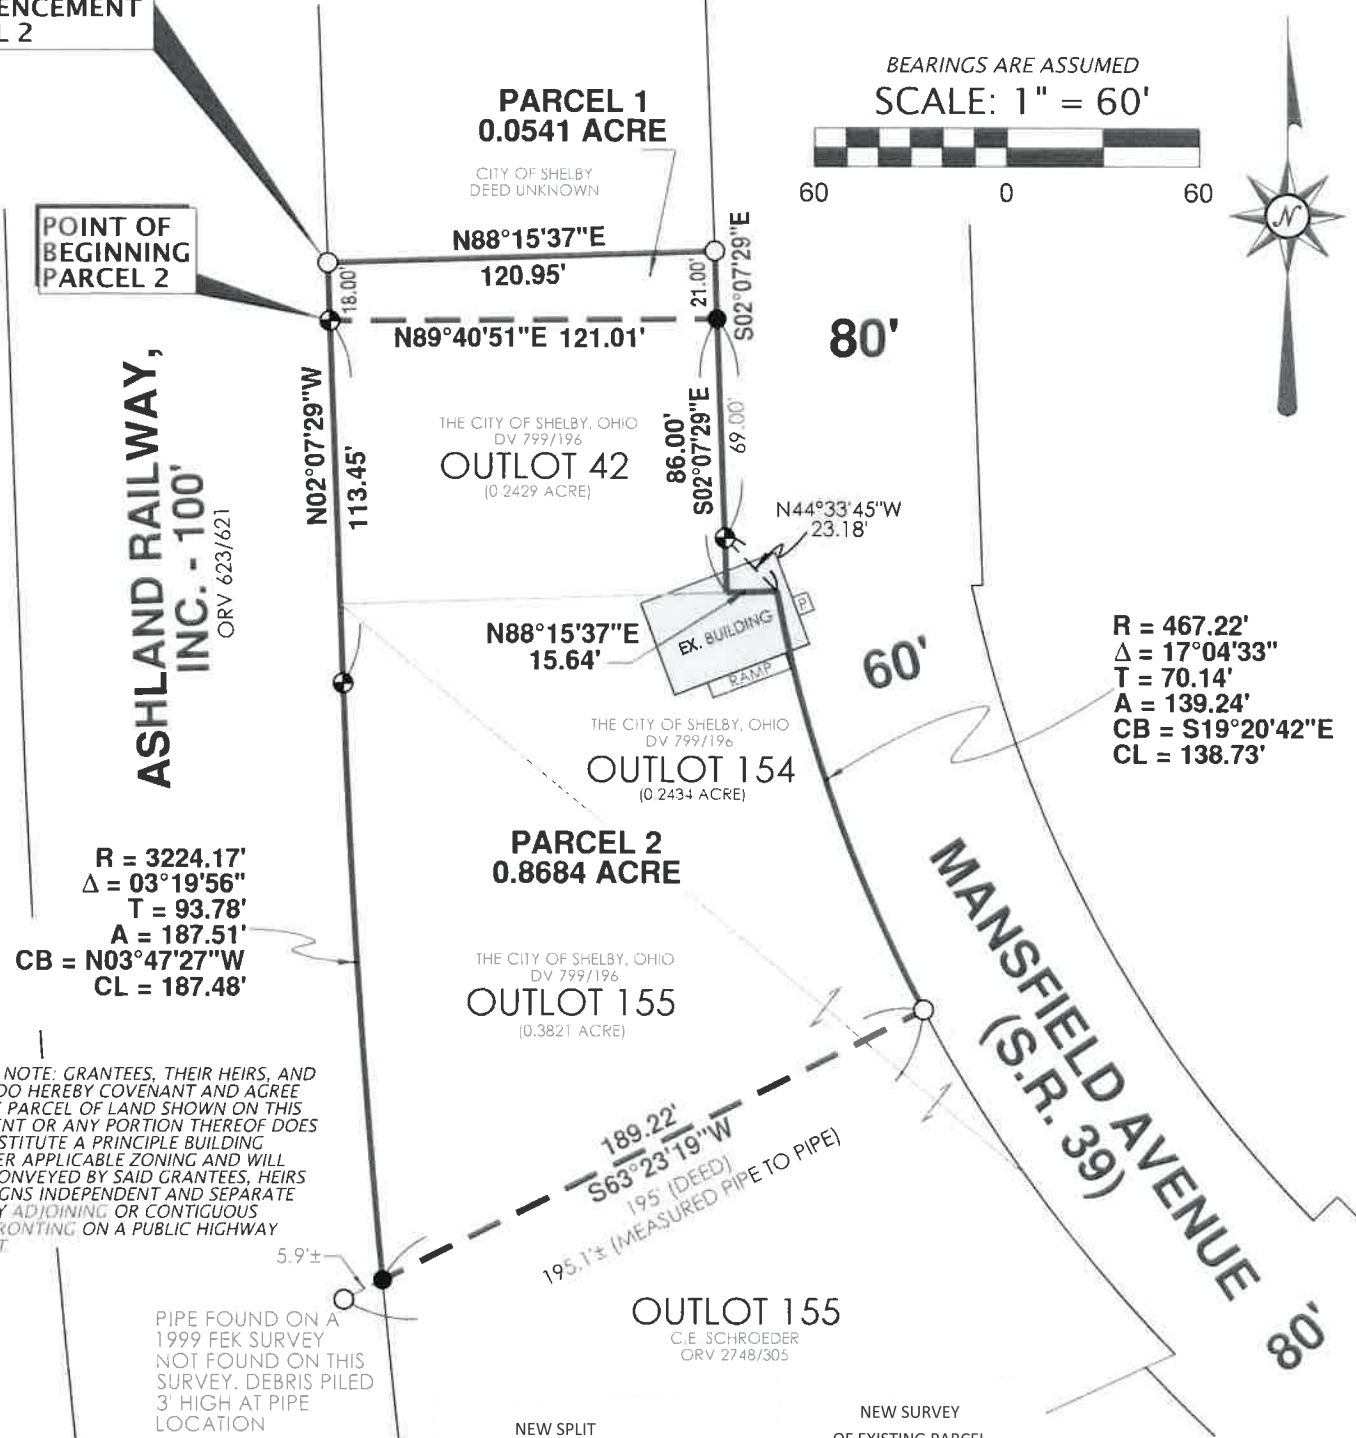 ENCEMENT
L 2
BEARINGS ARE ASSUMED
SCALE: 1" = 60'
60 0 60
N
PARCEL 1
0.0541 ACRE
CITY OF SHELBY
DEED UNKNOWN
POINT OF
BEGINNING
PARCEL 2
N88°15'37"E
120.95'
18.00'
21.00'
S02°07'29"E
N89°40'51"E 121.01'
80'
ASHLAND RAILWAY,
INC. - 100'
ORV 623/621
N02°07'29"W
113.45'
THE CITY OF SHELBY, OHIO
DV 799/196
OUTLOT 42
(0.2429 ACRE)
86.00'
S02°07'29"E
69.00'
N44°33'45"W
23.18'
N88°15'37"E
15.64'
EX. BUILDING
P
RAMP
60'
R = 467.22'
Δ = 17°04'33"
T = 70.14'
A = 139.24'
CB = S19°20'42"E
CL = 138.73'
THE CITY OF SHELBY, OHIO
DV 799/196
OUTLOT 154
(0.2434 ACRE)
PARCEL 2
0.8684 ACRE
R = 3224.17'
Δ = 03°19'56"
T = 93.78'
A = 187.51'
CB = N03°47'27"W
CL = 187.48'
THE CITY OF SHELBY, OHIO
DV 799/196
OUTLOT 155
(0.3821 ACRE)
MANSFIELD AVENUE
(S.R. 39)
80'
NOTE: GRANTEES, THEIR HEIRS, AND
DO HEREBY COVENANT AND AGREE
PARCEL OF LAND SHOWN ON THIS
ENT OR ANY PORTION THEREOF DOES
STITUTE A PRINCIPLE BUILDING
ER APPLICABLE ZONING AND WILL
ONVEYED BY SAID GRANTEES, HEIRS
GNS INDEPENDENT AND SEPARATE
Y ADJOINING OR CONTIGUOUS
RONTING ON A PUBLIC HIGHWAY
T
189.22'
S63°23'19"W
195' (DEED)
195.1'± (MEASURED PIPE TO PIPE)
5.9'±
PIPE FOUND ON A
1999 FEK SURVEY
NOT FOUND ON THIS
SURVEY. DEBRIS PILED
3' HIGH AT PIPE
LOCATION
OUTLOT 155
C.E. SCHROEDER
ORV 2748/305
NEW SPLIT
NEW SURVEY
OF EXISTING PARCEL